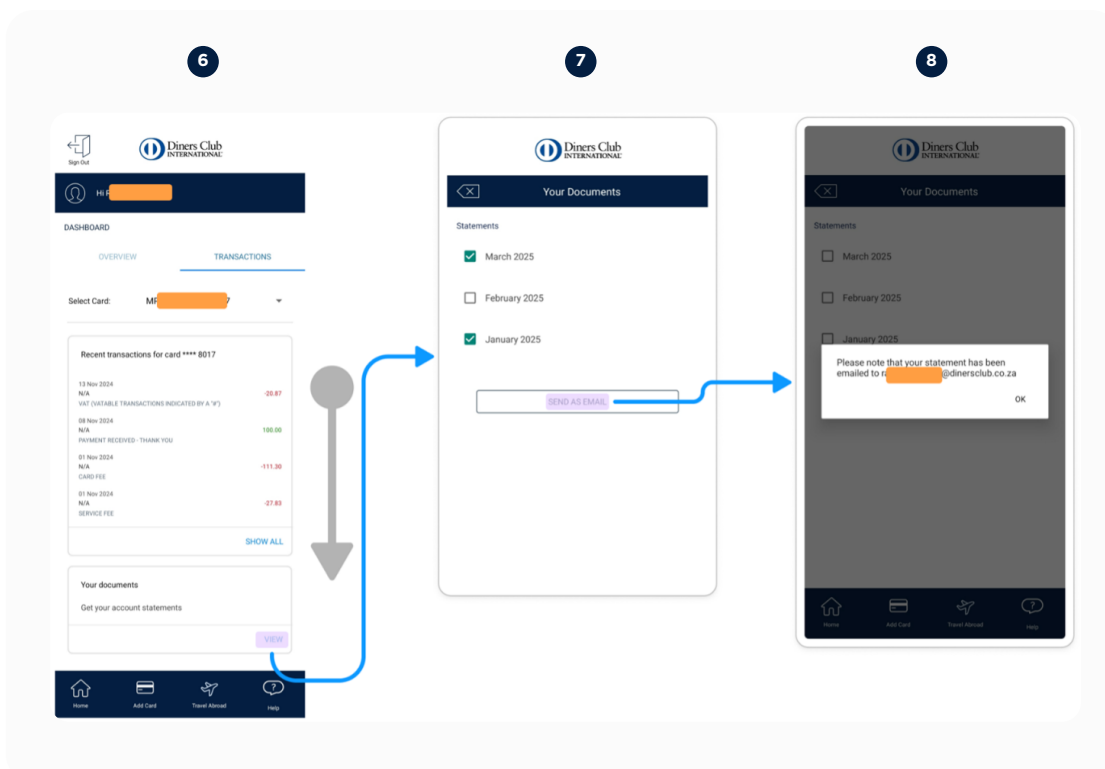 6
7
8
Sign Out
Diners Club
INTERNATIONAL
Hi
DASHBOARD
OVERVIEW
TRANSACTIONS
Select Card:
MR
7
Recent transactions for card **** 8017
13 Nov 2024
N/A
-20.87
VAT (VATABLE TRANSACTIONS INDICATED BY A "#")
08 Nov 2024
N/A
100.00
PAYMENT RECEIVED - THANK YOU
01 Nov 2024
N/A
-111.30
CARD FEE
01 Nov 2024
N/A
-27.83
SERVICE FEE
SHOW ALL
Your documents
Get your account statements
VIEW
Home
Add Card
Travel Abroad
Help
Diners Club
INTERNATIONAL
Your Documents
Statements
March 2025
February 2025
January 2025
SEND AS EMAIL
Diners Club
INTERNATIONAL
Your Documents
Statements
March 2025
February 2025
January 2025
Please note that your statement has been
emailed to ra @dinersclub.co.za
OK
Home
Add Card
Travel Abroad
Help